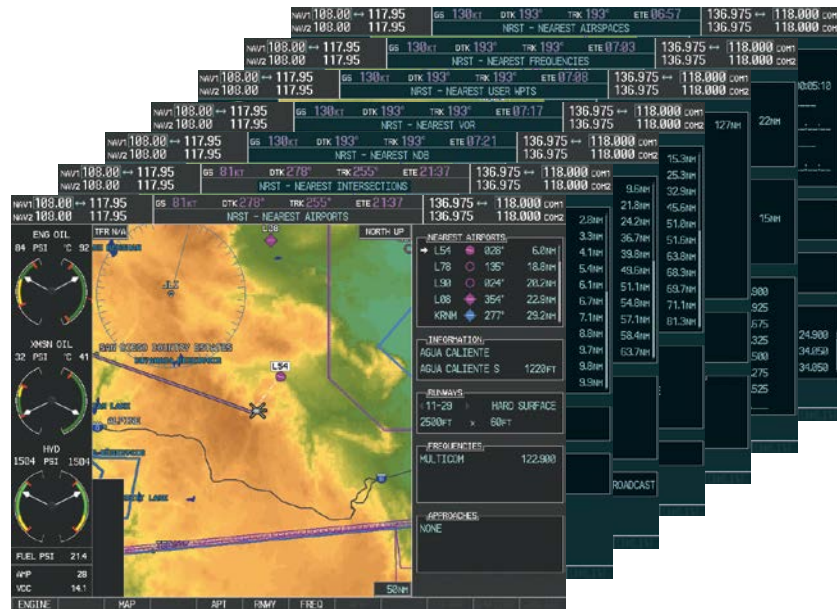 NAV1 108.00 ↔ 117.95 GS 130KT DTK 193° TRK 193° ETE 06:57 136.975 ↔ 118.000 COM1
NAV2 108.00 117.95 NRST - NEAREST AIRSPACES 136.975 118.000 COM2
NAV1 108.00 ↔ 117.95 GS 130KT DTK 193° TRK 193° ETE 07:03 136.975 ↔ 118.000 COM1
NAV2 108.00 117.95 NRST - NEAREST FREQUENCIES 136.975 118.000 COM2
NAV1 108.00 ↔ 117.95 GS 130KT DTK 193° TRK 193° ETE 07:08 136.975 ↔ 118.000 COM1
NAV2 108.00 117.95 NRST - NEAREST USER WPTS 136.975 118.000 COM2
NAV1 108.00 ↔ 117.95 GS 130KT DTK 193° TRK 193° ETE 07:17 136.975 ↔ 118.000 COM1
NAV2 108.00 117.95 NRST - NEAREST VOR 136.975 118.000 COM2
NAV1 108.00 ↔ 117.95 GS 130KT DTK 193° TRK 193° ETE 07:21 136.975 ↔ 118.000 COM1
NAV2 108.00 117.95 NRST - NEAREST NDB 136.975 118.000 COM2
NAV1 108.00 ↔ 117.95 GS 81KT DTK 278° TRK 255° ETE 21:37 136.975 ↔ 118.000 COM1
NAV2 108.00 117.95 NRST - NEAREST INTERSECTIONS 136.975 118.000 COM2
NAV1 108.00 ↔ 117.95 GS 81KT DTK 278° TRK 255° ETE 21:37 136.975 ↔ 118.000 COM1
NAV2 108.00 117.95 NRST - NEAREST AIRPORTS 136.975 118.000 COM2
ENG OIL
84 PSI °C 92
XMSN OIL
32 PSI °C 41
HYD
1504 PSI 1504
FUEL PSI 21.4
AMP 28
VDC 14.1
TFR N/A
NORTH UP
L08
JLI
SAN DIEGO COUNTRY ESTATES
L54
ALPINE
LAKE
50NM
NEAREST AIRPORTS
L54 028° 6.0NM
L78 135° 18.8NM
L90 024° 20.2NM
L08 354° 22.9NM
KRNM 277° 29.2NM
INFORMATION
AGUA CALIENTE
AGUA CALIENTE S 1220FT
RUNWAYS
11-29 HARD SURFACE
2500FT x 60FT
FREQUENCIES
MULTICOM 122.900
APPROACHES
NONE
2.8NM
3.3NM
4.1NM
5.4NM
6.1NM
6.7NM
7.1NM
8.8NM
9.7NM
9.8NM
9.9NM
9.6NM
21.8NM
24.2NM
36.7NM
39.8NM
49.6NM
51.1NM
54.8NM
57.1NM
58.4NM
63.7NM
ROADCAST
15.3NM
25.3NM
32.9NM
45.6NM
51.0NM
51.6NM
63.8NM
68.3NM
69.7NM
71.1NM
81.3NM
127NM
22NM
15NM
.900
.925
.675
.325
.500
.275
.525
0:05:10
24.900
34.050
34.050
ENGINE MAP APT RNWY FREQ